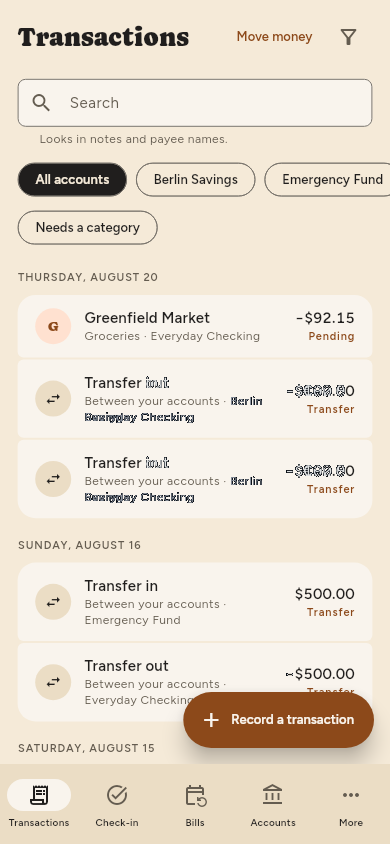 Transactions
Move money
Search
Looks in notes and payee names.
All accounts
Berlin Savings
Emergency Fund
Needs a category
THURSDAY, AUGUST 20
G
Greenfield Market
−$92.15
Groceries · Everyday Checking
Pending
Transfer
Between your accounts ·
Checking
Transfer
Transfer
Between your accounts ·
Checking
Transfer
SUNDAY, AUGUST 16
Transfer in
$500.00
Between your accounts ·
Emergency Fund
Transfer
Transfer out
−$500.00
Between your accounts ·
Everyday Checking
Transfer
Record a transaction
SATURDAY, AUGUST 15
Transactions
Check-in
Bills
Accounts
More